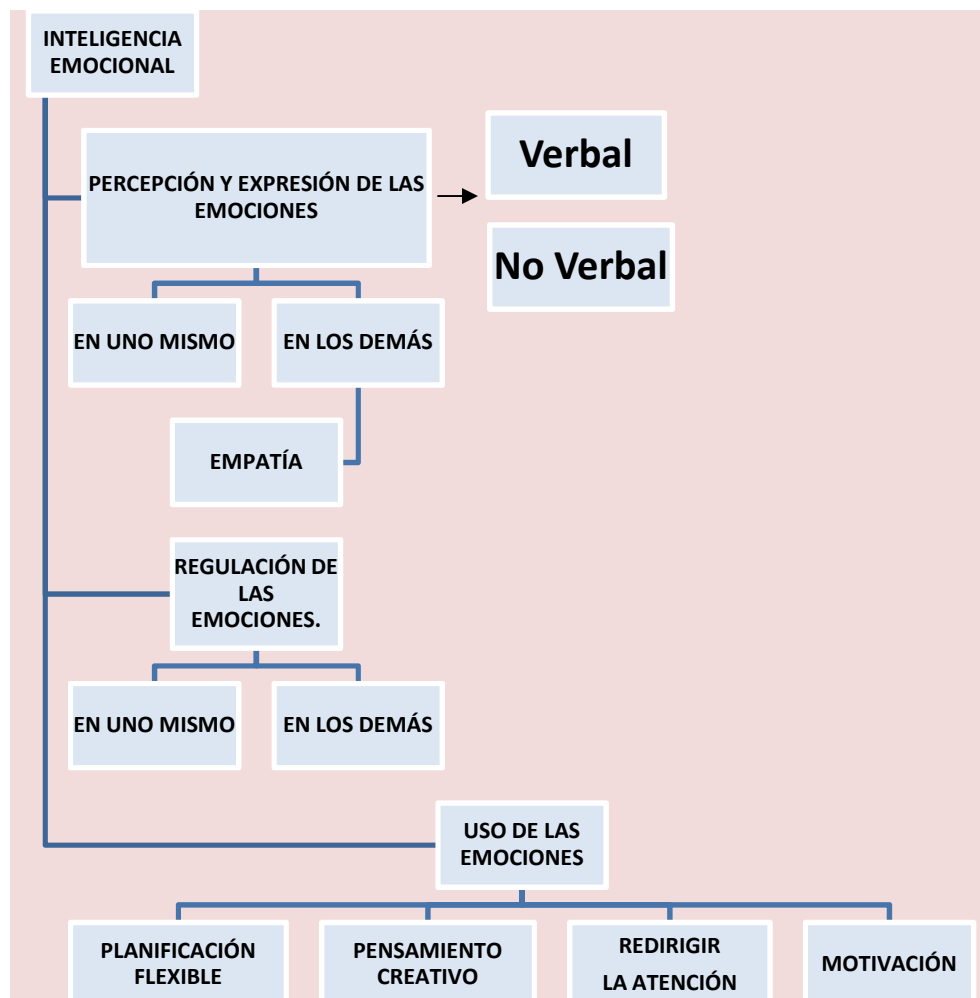 INTELIGENCIA
EMOCIONAL
PERCEPCIÓN Y EXPRESIÓN DE LAS
EMOCIONES
Verbal
No Verbal
EN UNO MISMO
EN LOS DEMÁS
EMPATÍA
REGULACIÓN DE
LAS
EMOCIONES.
EN UNO MISMO
EN LOS DEMÁS
USO DE LAS
EMOCIONES
PLANIFICACIÓN
FLEXIBLE
PENSAMIENTO
CREATIVO
REDIRIGIR
LA ATENCIÓN
MOTIVACIÓN